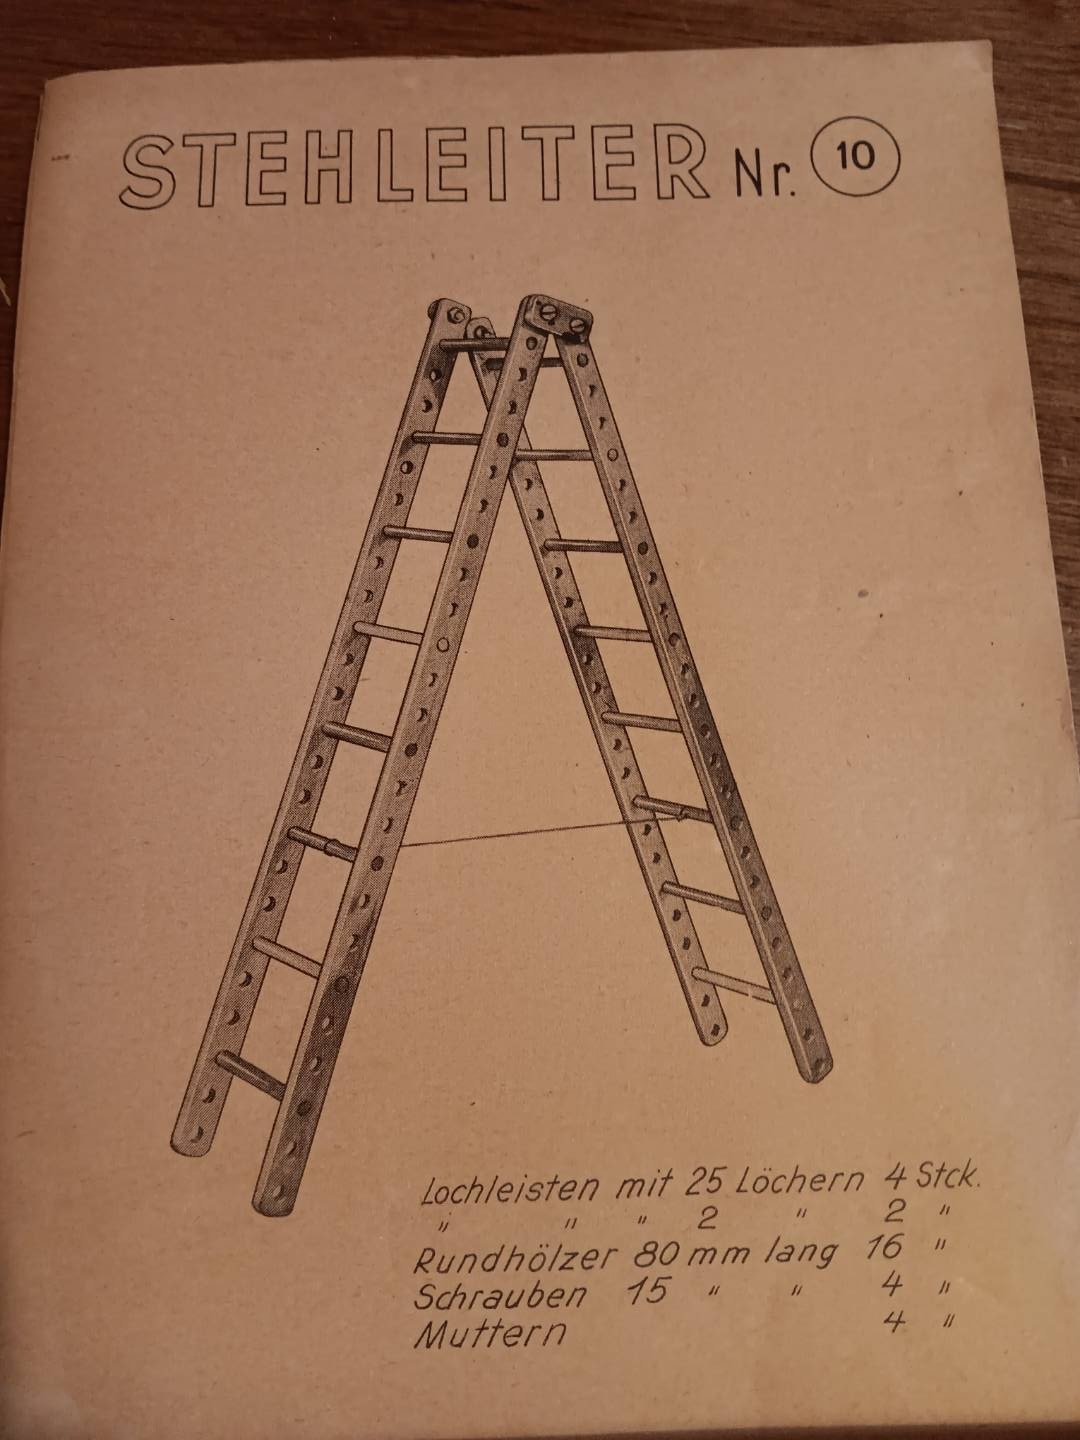 STEHLEITER Nr. 10
Lochleisten mit 25 Löchern 4 Stck.
" " " 2 " 2 "
Rundhölzer 80 mm lang 16 "
Schrauben 15 " " 4 "
Muttern 4 "